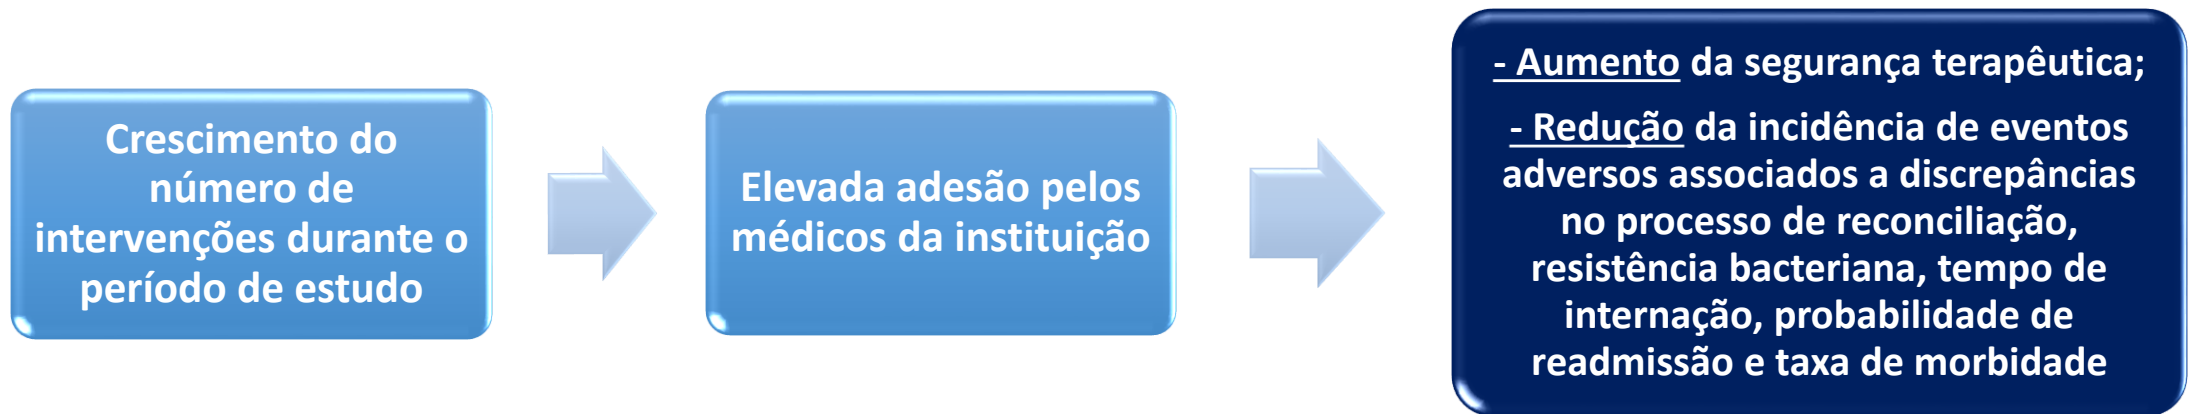 Crescimento do
número de
intervenções durante o
período de estudo
Elevada adesão pelos
médicos da instituição
- Aumento da segurança terapêutica;
- Redução da incidência de eventos
adversos associados a discrepâncias
no processo de reconciliação,
resistência bacteriana, tempo de
internação, probabilidade de
readmissão e taxa de morbidade